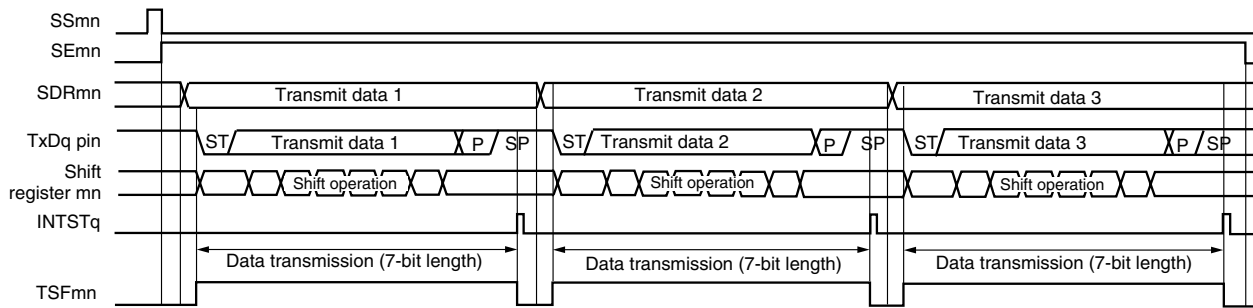 SSmn
SEmn
SDRmn
Transmit data 1
Transmit data 2
Transmit data 3
TxDq pin
ST
Transmit data 1
P
SP
ST
Transmit data 2
P
SP
ST
Transmit data 3
P
SP
Shift
register mn
Shift operation
Shift operation
Shift operation
INTSTq
Data transmission (7-bit length)
Data transmission (7-bit length)
Data transmission (7-bit length)
TSFmn